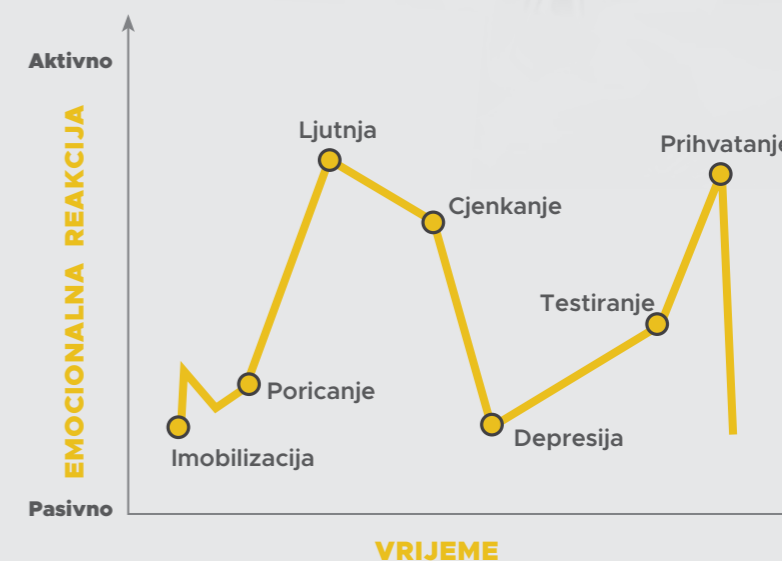 Aktivno
EMOCIONALNA REAKCIJA
Ljutnja
Prihvatanje
Cjenkanje
Testiranje
Poricanje
Depresija
Imobilizacija
Pasivno
VRIJEME